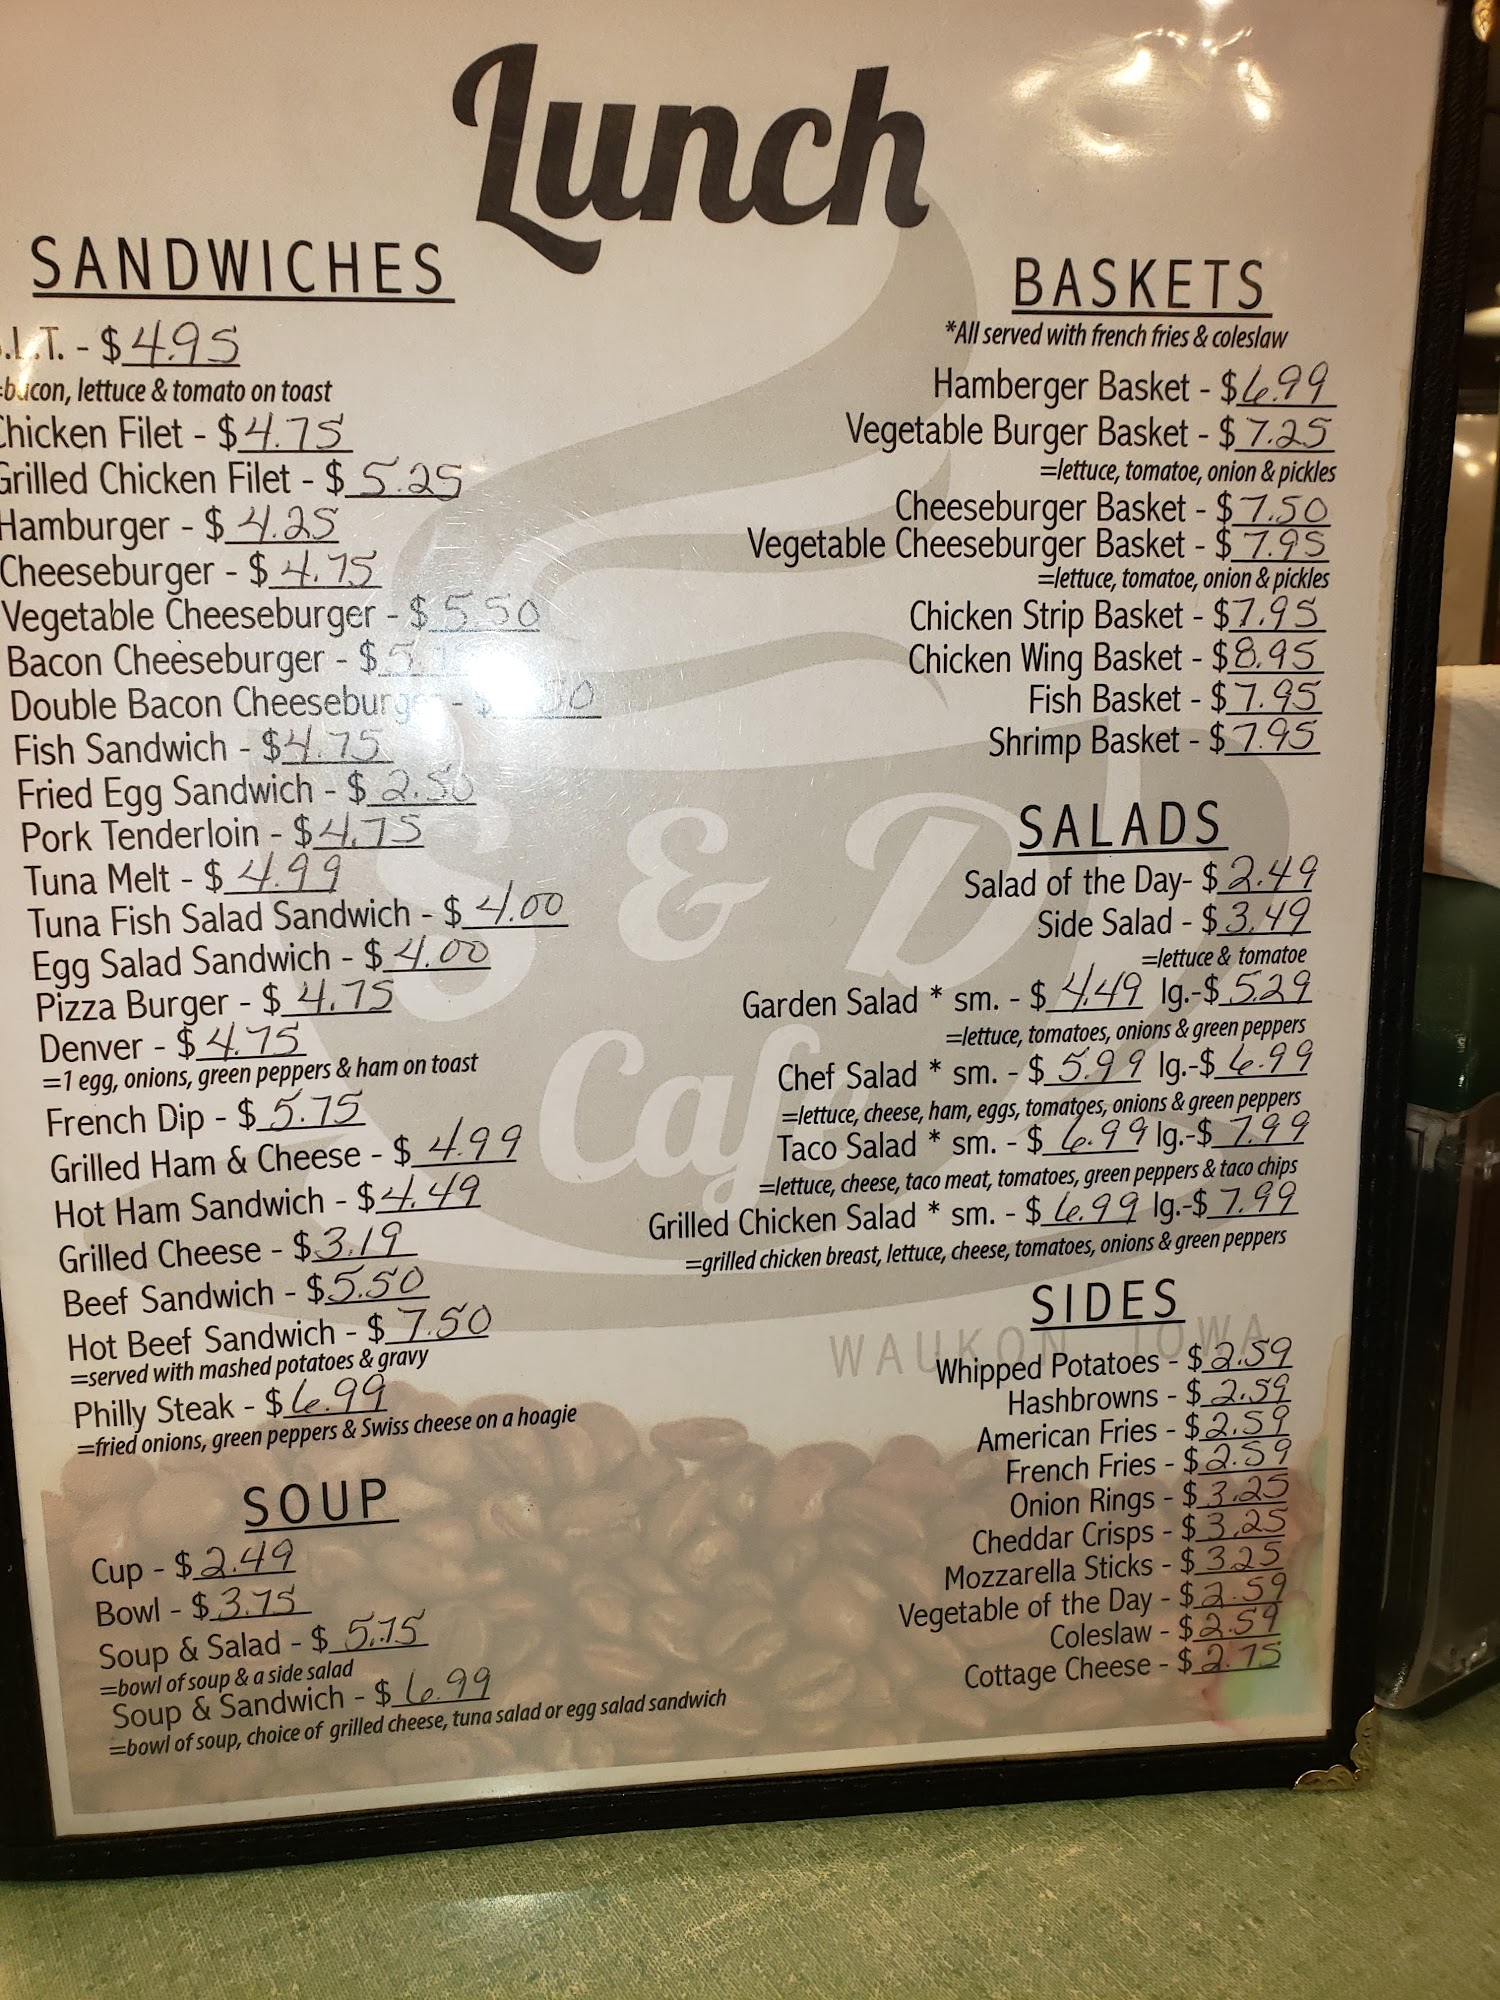 Lunch
SANDWICHES
.L.T. - $4.95
=bacon, lettuce & tomato on toast
Chicken Filet - $4.75
Grilled Chicken Filet - $5.25
Hamburger - $4.25
Cheeseburger - $4.75
Vegetable Cheeseburger - $5.50
Bacon Cheeseburger - $5.
Double Bacon Cheeseburger - $ 50
Fish Sandwich - $4.75
Fried Egg Sandwich - $2.50
Pork Tenderloin - $4.75
Tuna Melt - $4.99
Tuna Fish Salad Sandwich - $4.00
Egg Salad Sandwich - $4.00
Pizza Burger - $4.75
Denver - $4.75
=1 egg, onions, green peppers & ham on toast
French Dip - $5.75
Grilled Ham & Cheese - $4.99
Hot Ham Sandwich - $4.49
Grilled Cheese - $3.19
Beef Sandwich - $5.50
Hot Beef Sandwich - $7.50
=served with mashed potatoes & gravy
Philly Steak - $6.99
=fried onions, green peppers & Swiss cheese on a hoagie
SOUP
Cup - $2.49
Bowl - $3.75
Soup & Salad - $5.75
=bowl of soup & a side salad
Soup & Sandwich - $6.99
=bowl of soup, choice of grilled cheese, tuna salad or egg salad sandwich
BASKETS
*All served with french fries & coleslaw
Hamberger Basket - $6.99
Vegetable Burger Basket - $7.25
=lettuce, tomatoe, onion & pickles
Cheeseburger Basket - $7.50
Vegetable Cheeseburger Basket - $7.95
=lettuce, tomatoe, onion & pickles
Chicken Strip Basket - $7.95
Chicken Wing Basket - $8.95
Fish Basket - $7.95
Shrimp Basket - $7.95
SALADS
Salad of the Day- $2.49
Side Salad - $3.49
=lettuce & tomatoe
Garden Salad * sm. - $4.49 lg.-$5.29
=lettuce, tomatoes, onions & green peppers
Chef Salad * sm. - $5.99 lg.-$6.99
=lettuce, cheese, ham, eggs, tomatoes, onions & green peppers
Taco Salad * sm. - $6.99 lg.-$7.99
=lettuce, cheese, taco meat, tomatoes, green peppers & taco chips
Grilled Chicken Salad * sm. - $6.99 lg.-$7.99
=grilled chicken breast, lettuce, cheese, tomatoes, onions & green peppers
SIDES
Whipped Potatoes - $2.59
Hashbrowns - $2.59
American Fries - $2.59
French Fries - $2.59
Onion Rings - $3.25
Cheddar Crisps - $3.25
Mozzarella Sticks - $3.25
Vegetable of the Day - $2.59
Coleslaw - $2.59
Cottage Cheese - $2.75
S & D
Cafe
WAUKON, IOWA